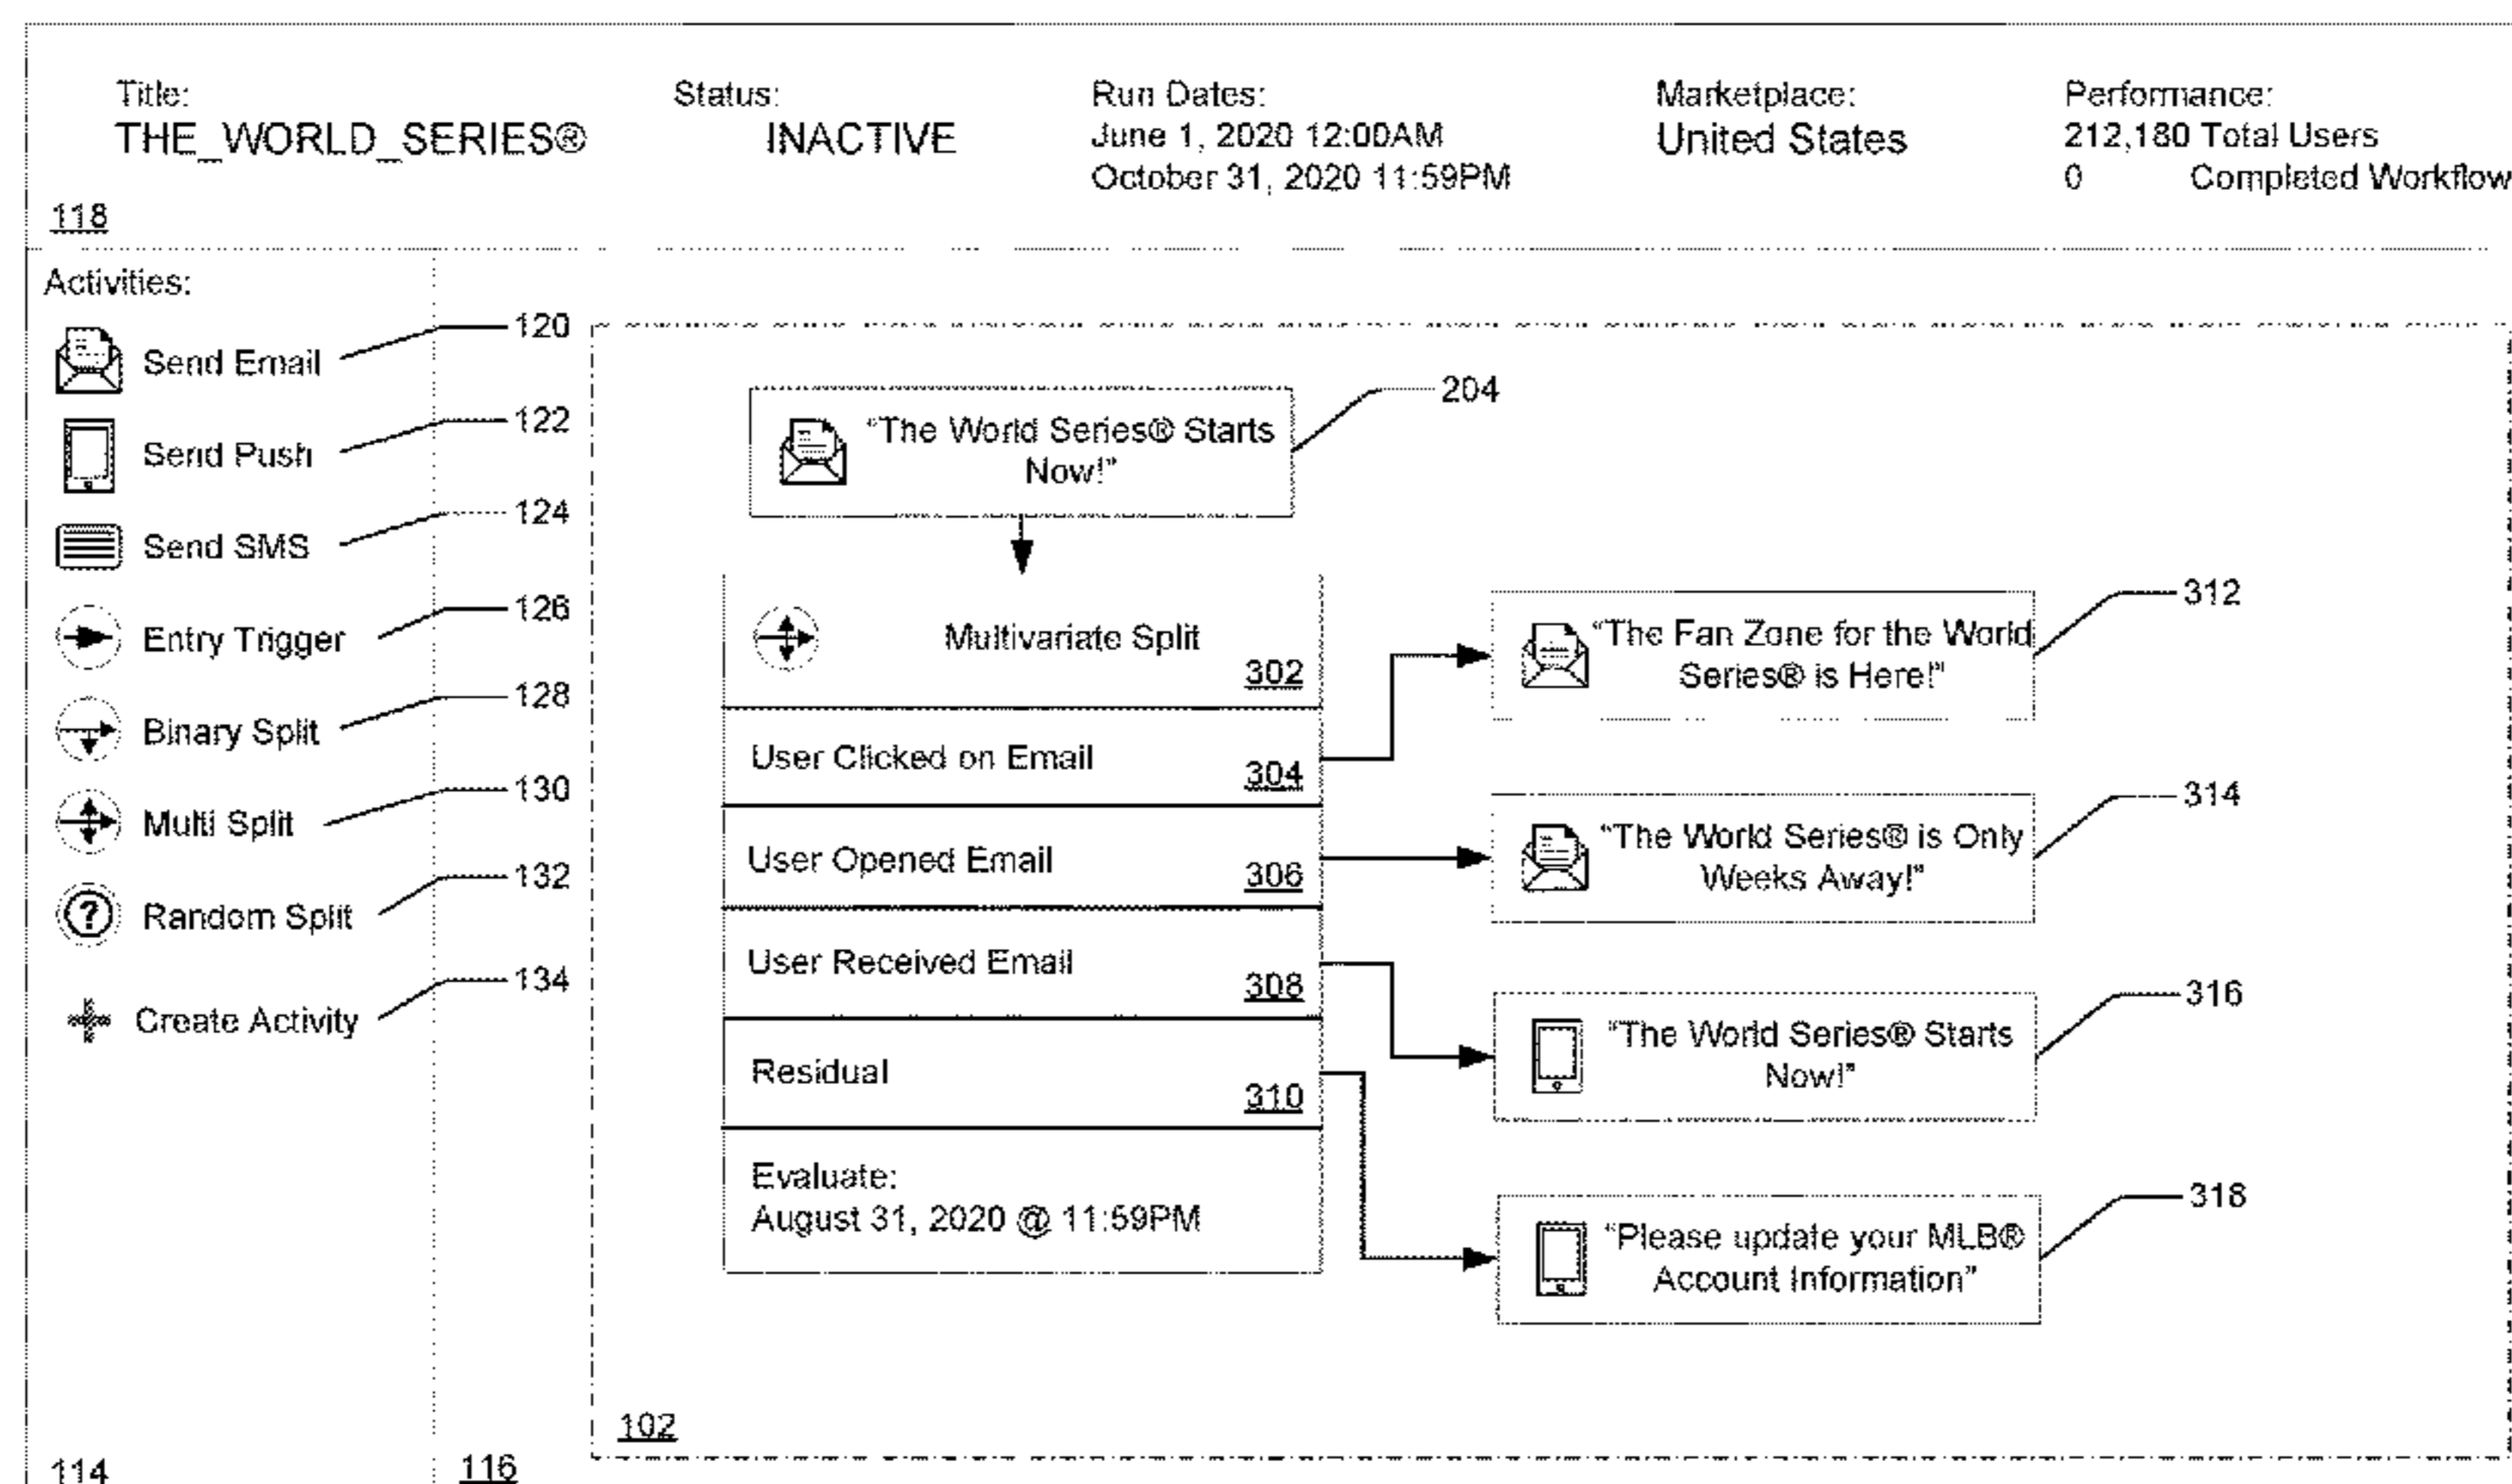 Title:
THE_WORLD_SERIES®
Status:
INACTIVE
Run Dates:
June 1, 2020 12:00AM
October 31, 2020 11:59PM
Marketplace:
United States
Performance:
212,180 Total Users
0 Completed Workflow
118
Activities:
Send Email
120
Send Push
122
Send SMS
124
Entry Trigger
126
Binary Split
128
Multi Split
130
Random Split
132
Create Activity
134
114
116
"The World Series® Starts
Now!"
204
Multivariate Split
302
User Clicked on Email
304
User Opened Email
306
User Received Email
308
Residual
310
Evaluate:
August 31, 2020 @ 11:59PM
"The Fan Zone for the World
Series® is Here!"
312
"The World Series® is Only
Weeks Away!"
314
"The World Series® Starts
Now!"
316
"Please update your MLB®
Account Information"
318
102